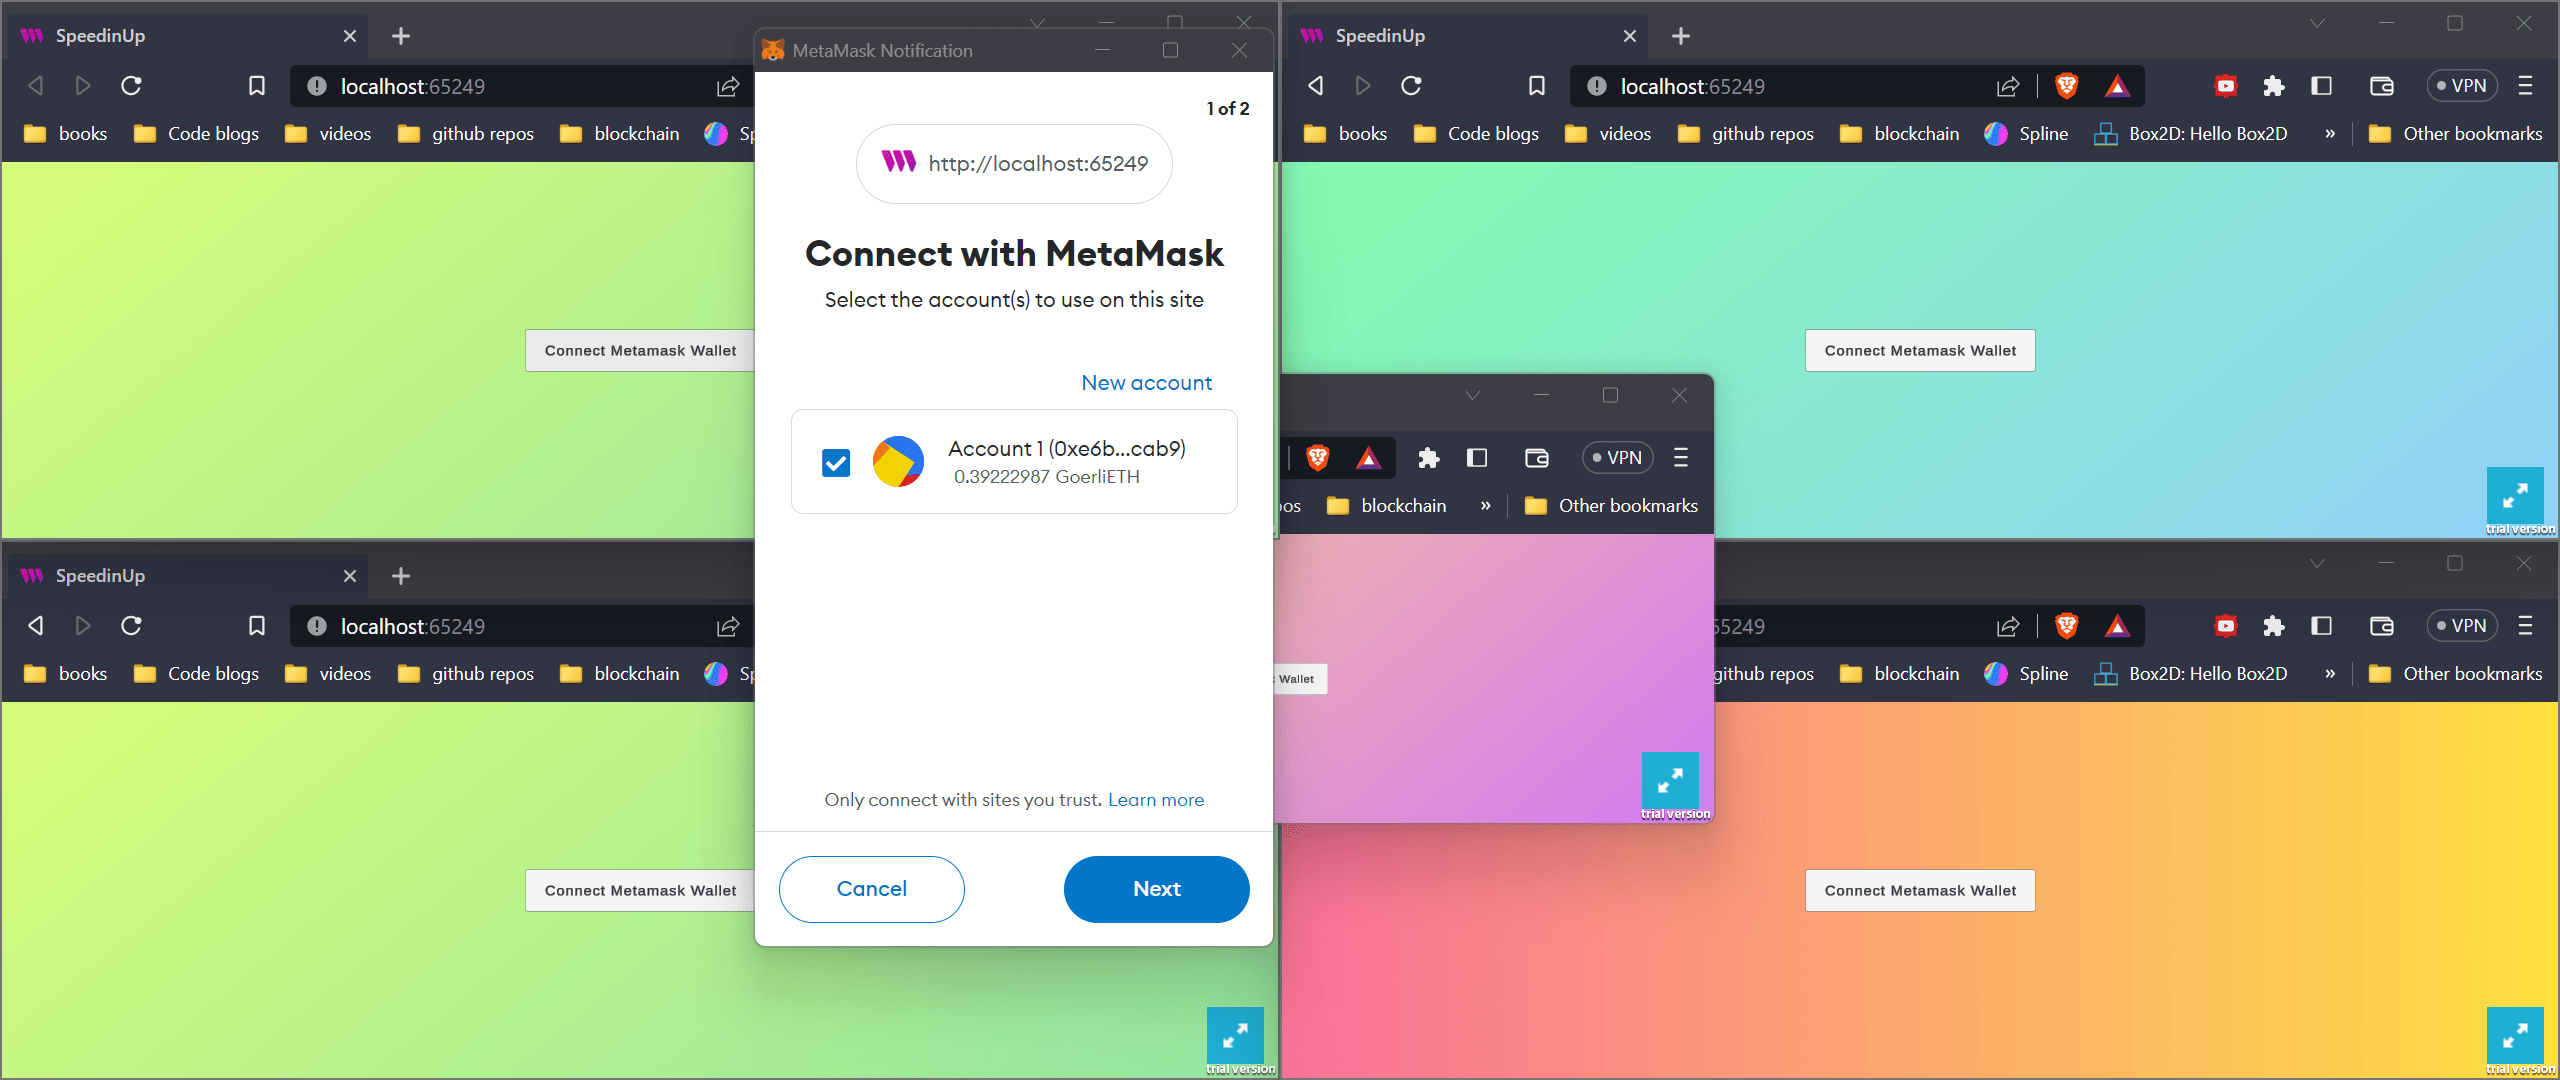 SpeedinUp
localhost:65249
books Code blogs videos github repos blockchain
Connect Metamask Wallet
MetaMask Notification
1 of 2
http://localhost:65249
Connect with MetaMask
Select the account(s) to use on this site
New account
Account 1 (0xe6b...cab9)
0.39222987 GoerliETH
Only connect with sites you trust. Learn more
Cancel Next
SpeedinUp
localhost:65249 VPN
books Code blogs videos github repos blockchain Spline Box2D: Hello Box2D » Other bookmarks
Connect Metamask Wallet
trial version
VPN
blockchain » Other bookmarks
Wallet
trial version
SpeedinUp
localhost:65249
books Code blogs videos github repos blockchain
Connect Metamask Wallet
trial version
65249 VPN
github repos blockchain Spline Box2D: Hello Box2D » Other bookmarks
Connect Metamask Wallet
trial version